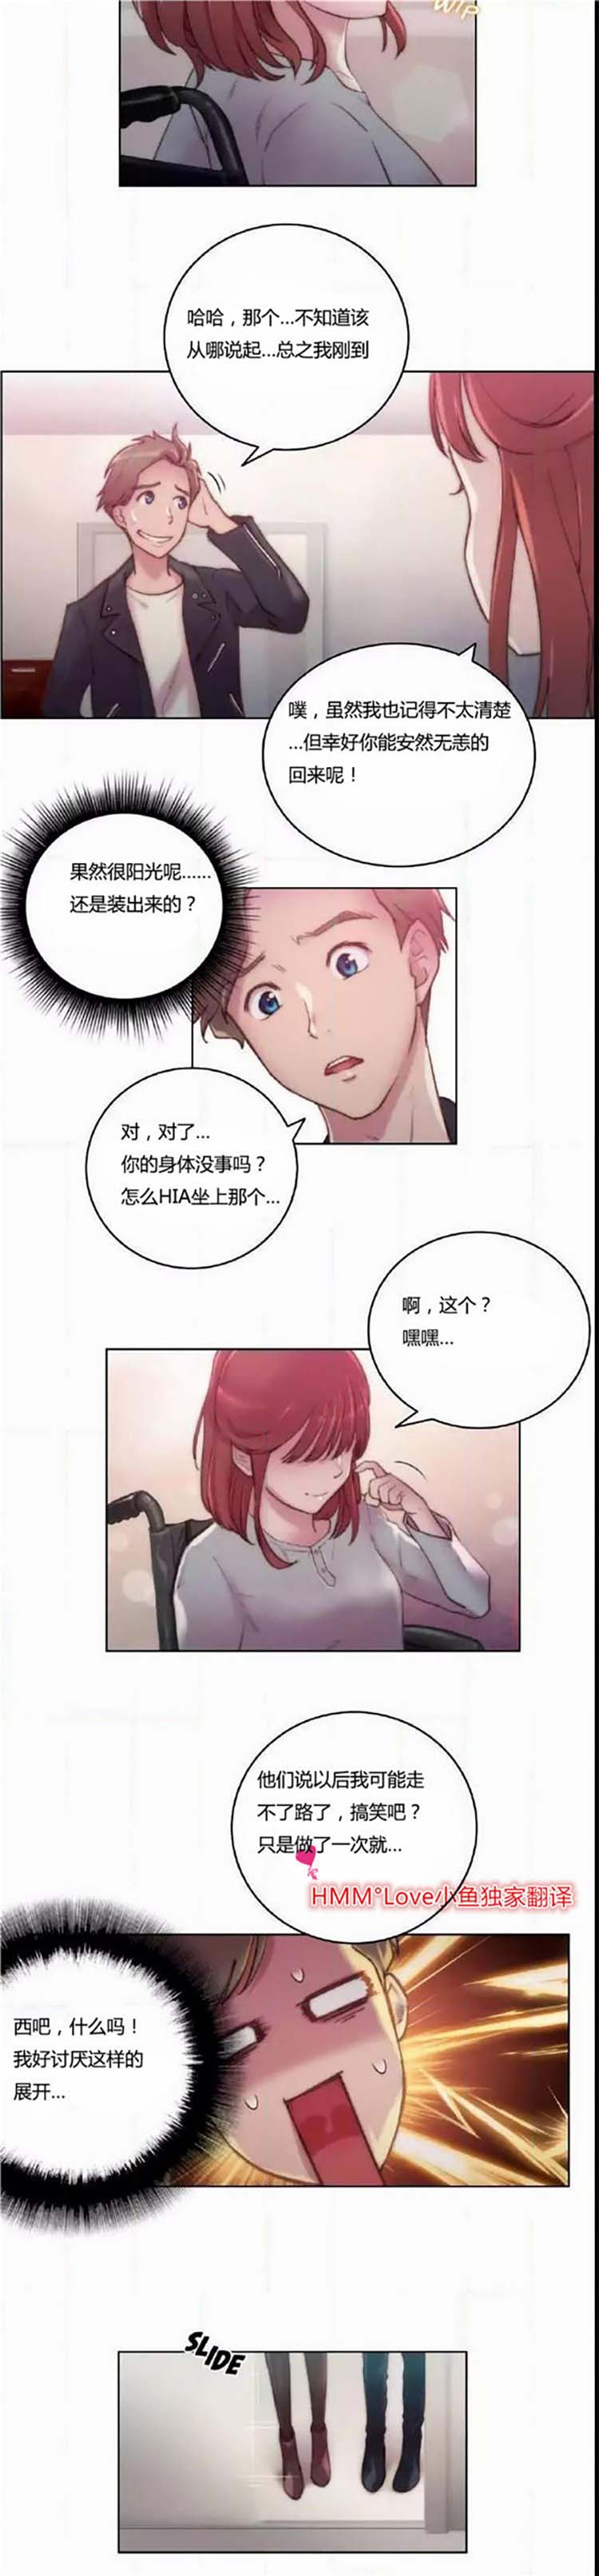 WIP
哈哈，那个...不知道该
从哪说起...总之我刚到
噗，虽然我也记得不太清楚
...但幸好你能安然无恙的
回来呢！
果然很阳光呢......
还是装出来的？
对，对了...
你的身体没事吗？
怎么HIA坐上那个...
啊，这个？
嘿嘿...
他们说以后我可能走
不了路了，搞笑吧？
只是做了一次就...
HMM°Love小鱼独家翻译
西吧，什么吗！
我好讨厌这样的
展开...
SLIDE